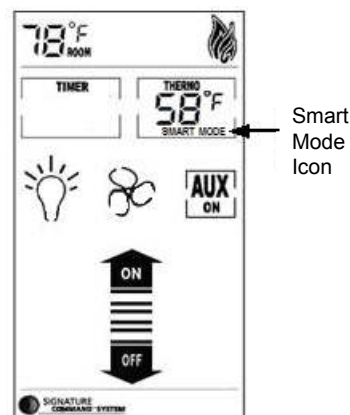 78°F
ROOM
TIMER
THERMO
58°F
SMART MODE
Smart
Mode
Icon
AUX
ON
ON
OFF
SIGNATURE
COMMAND SYSTEM